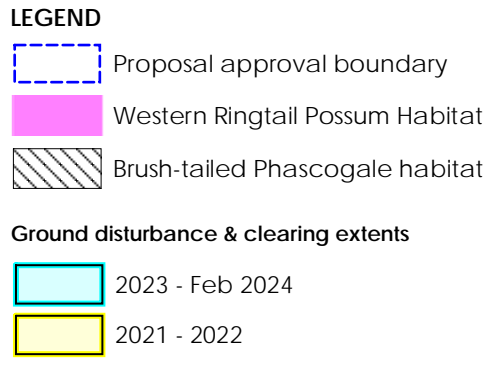 LEGEND
Proposal approval boundary
Western Ringtail Possum Habitat
Brush-tailed Phascogale habitat
Ground disturbance & clearing extents
2023 - Feb 2024
2021 - 2022